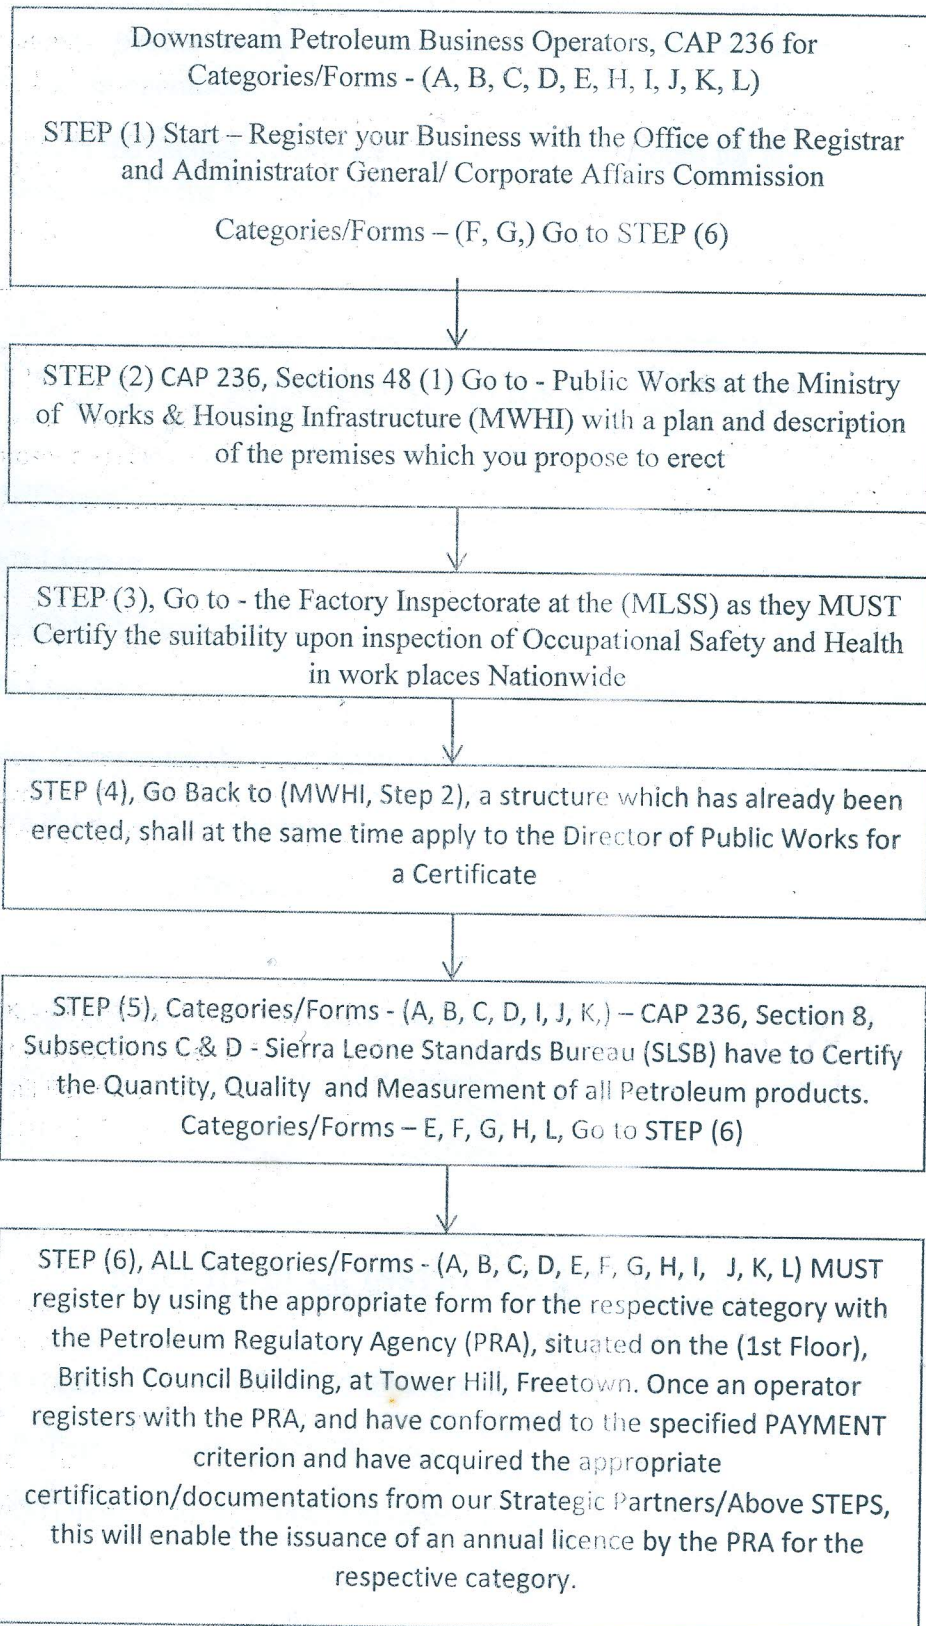 Downstream Petroleum Business Operators, CAP 236 for
Categories/Forms - (A, B, C, D, E, H, I, J, K, L)
STEP (1) Start – Register your Business with the Office of the Registrar
and Administrator General/ Corporate Affairs Commission
Categories/Forms – (F, G,) Go to STEP (6)
STEP (2) CAP 236, Sections 48 (1) Go to - Public Works at the Ministry
of Works & Housing Infrastructure (MWHI) with a plan and description
of the premises which you propose to erect
STEP (3), Go to - the Factory Inspectorate at the (MLSS) as they MUST
Certify the suitability upon inspection of Occupational Safety and Health
in work places Nationwide
STEP (4), Go Back to (MWHI, Step 2), a structure which has already been
erected, shall at the same time apply to the Director of Public Works for
a Certificate
STEP (5), Categories/Forms - (A, B, C, D, I, J, K,) – CAP 236, Section 8,
Subsections C & D - Sierra Leone Standards Bureau (SLSB) have to Certify
the Quantity, Quality and Measurement of all Petroleum products.
Categories/Forms – E, F, G, H, L, Go to STEP (6)
STEP (6), ALL Categories/Forms - (A, B, C, D, E, F, G, H, I, J, K, L) MUST
register by using the appropriate form for the respective category with
the Petroleum Regulatory Agency (PRA), situated on the (1st Floor),
British Council Building, at Tower Hill, Freetown. Once an operator
registers with the PRA, and have conformed to the specified PAYMENT
criterion and have acquired the appropriate
certification/documentations from our Strategic Partners/Above STEPS,
this will enable the issuance of an annual licence by the PRA for the
respective category.